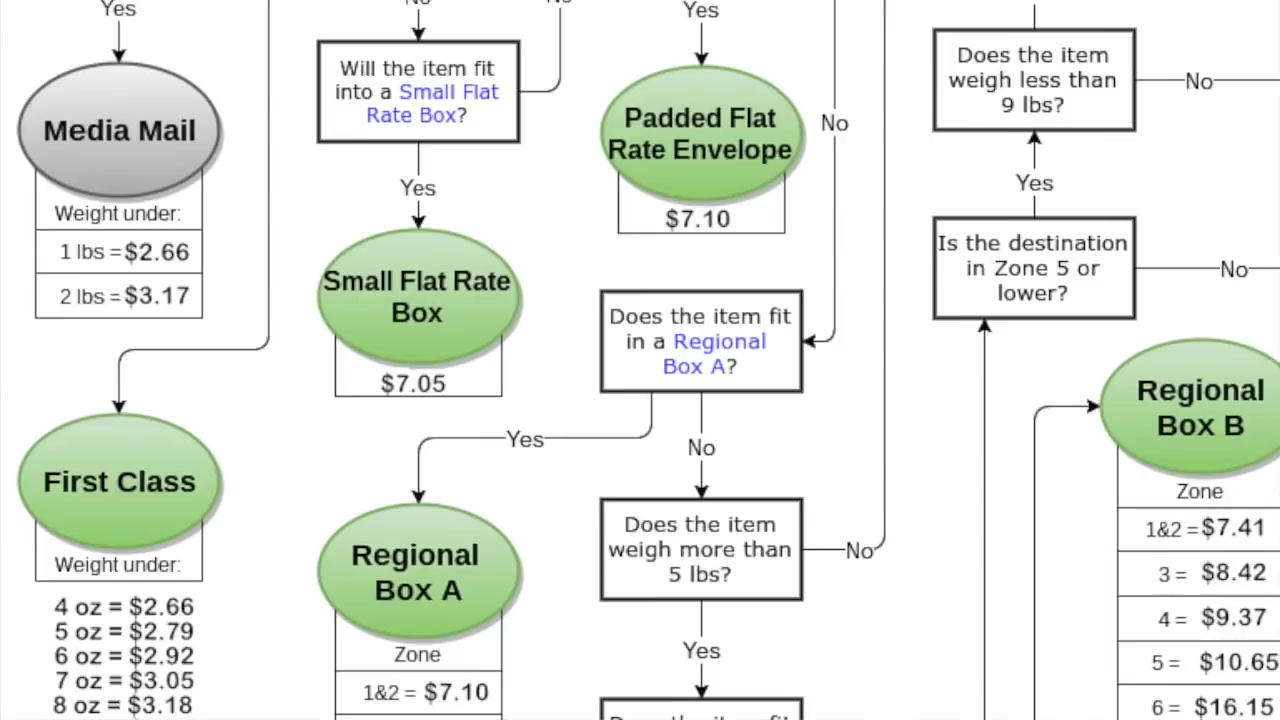 Yes
Media Mail
Weight under:
1 lbs = $2.66
2 lbs = $3.17
First Class
Weight under:
4 oz = $2.66
5 oz = $2.79
6 oz = $2.92
7 oz = $3.05
8 oz = $3.18
No
No
Will the item fit
into a Small Flat
Rate Box?
Yes
Small Flat Rate
Box
$7.05
Yes
Regional
Box A
Zone
1&2 = $7.10
Yes
Padded Flat
Rate Envelope
$7.10
No
Does the item fit
in a Regional
Box A?
No
Does the item
weigh more than
5 lbs?
No
Yes
Does the item fit
Does the item
weigh less than
9 lbs?
No
Yes
Is the destination
in Zone 5 or
lower?
No
Regional
Box B
Zone
1&2 = $7.41
3 = $8.42
4 = $9.37
5 = $10.65
6 = $16.15